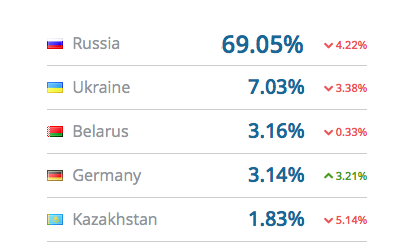 Russia 69.05% 4.22%
Ukraine 7.03% 3.38%
Belarus 3.16% 0.33%
Germany 3.14% 3.21%
Kazakhstan 1.83% 5.14%